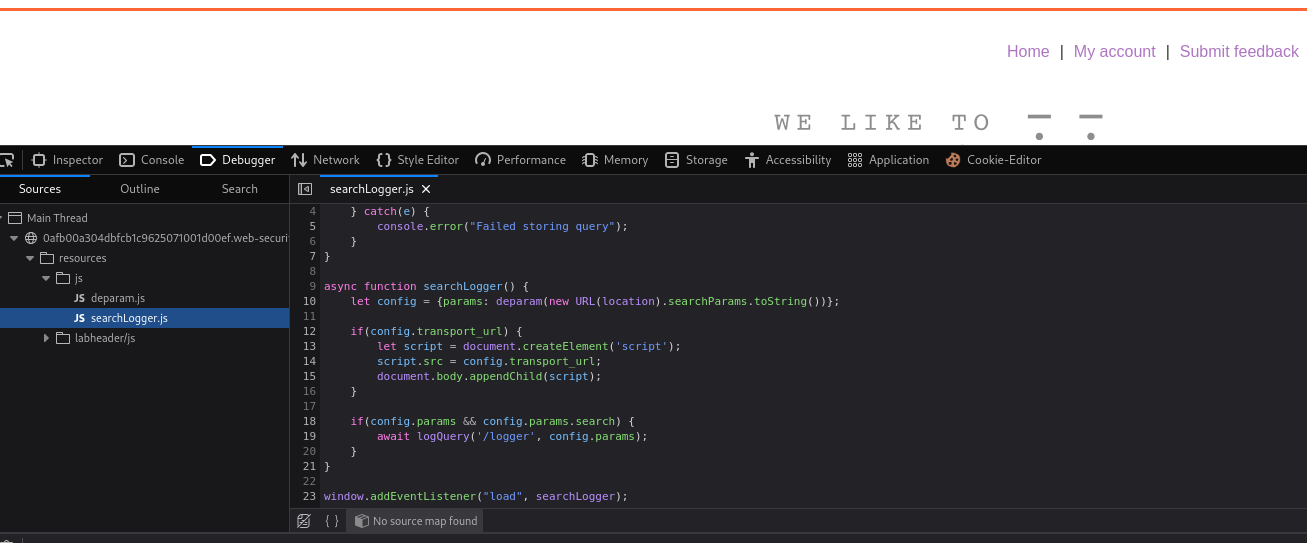 Home | My account | Submit feedback
WE LIKE TO
Inspector Console Debugger Network Style Editor Performance Memory Storage Accessibility Application Cookie-Editor
Sources Outline Search
searchLogger.js
Main Thread
0afb00a304dbfcb1c9625071001d00ef.web-securi
resources
js
JS deparam.js
JS searchLogger.js
labheader/js
4     } catch(e) {
5         console.error("Failed storing query");
6     }
7 }
8
9 async function searchLogger() {
10     let config = {params: deparam(new URL(location).searchParams.toString())};
11
12     if(config.transport_url) {
13         let script = document.createElement('script');
14         script.src = config.transport_url;
15         document.body.appendChild(script);
16     }
17
18     if(config.params && config.params.search) {
19         await logQuery('/logger', config.params);
20     }
21 }
22
23 window.addEventListener("load", searchLogger);
{ } No source map found